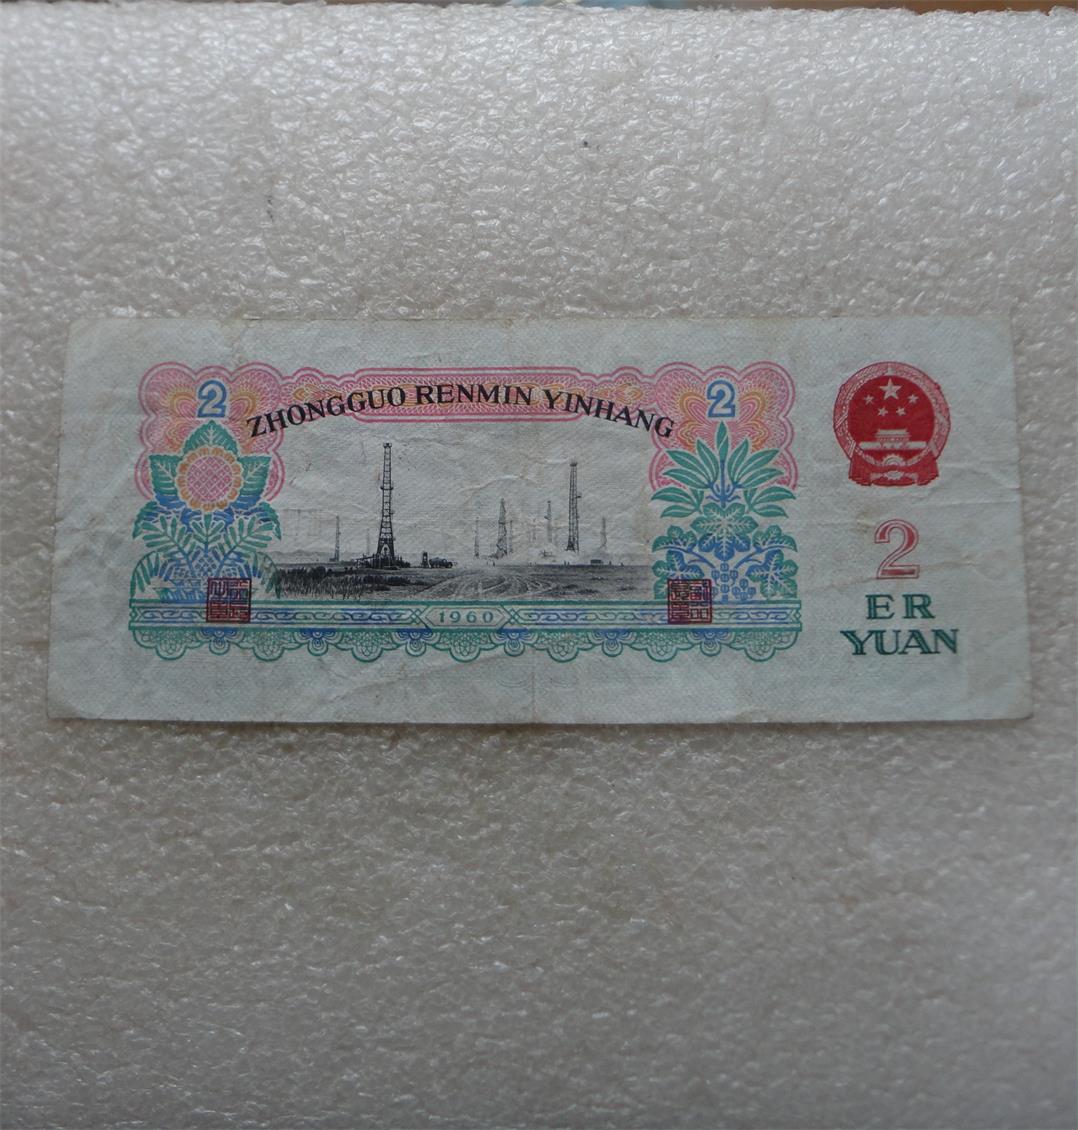 2
2
ZHONGGUO RENMIN YINHANG
1960
2
ER
YUAN